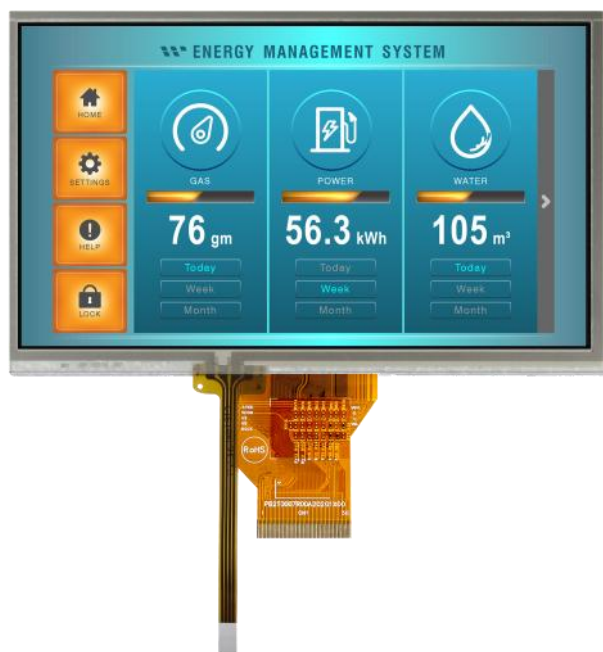 ENERGY MANAGEMENT SYSTEM
HOME
SETTINGS
HELP
LOCK
GAS
76 gm
Today
Week
Month
POWER
56.3 kWh
Today
Week
Month
WATER
105 m³
Today
Week
Month
RoHS